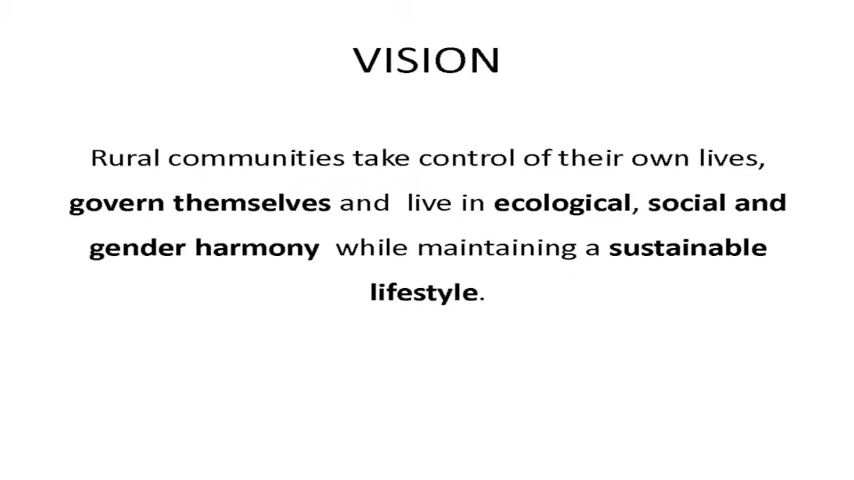 VISION
Rural communities take control of their own lives,
govern themselves and live in ecological, social and
gender harmony while maintaining a sustainable
lifestyle.